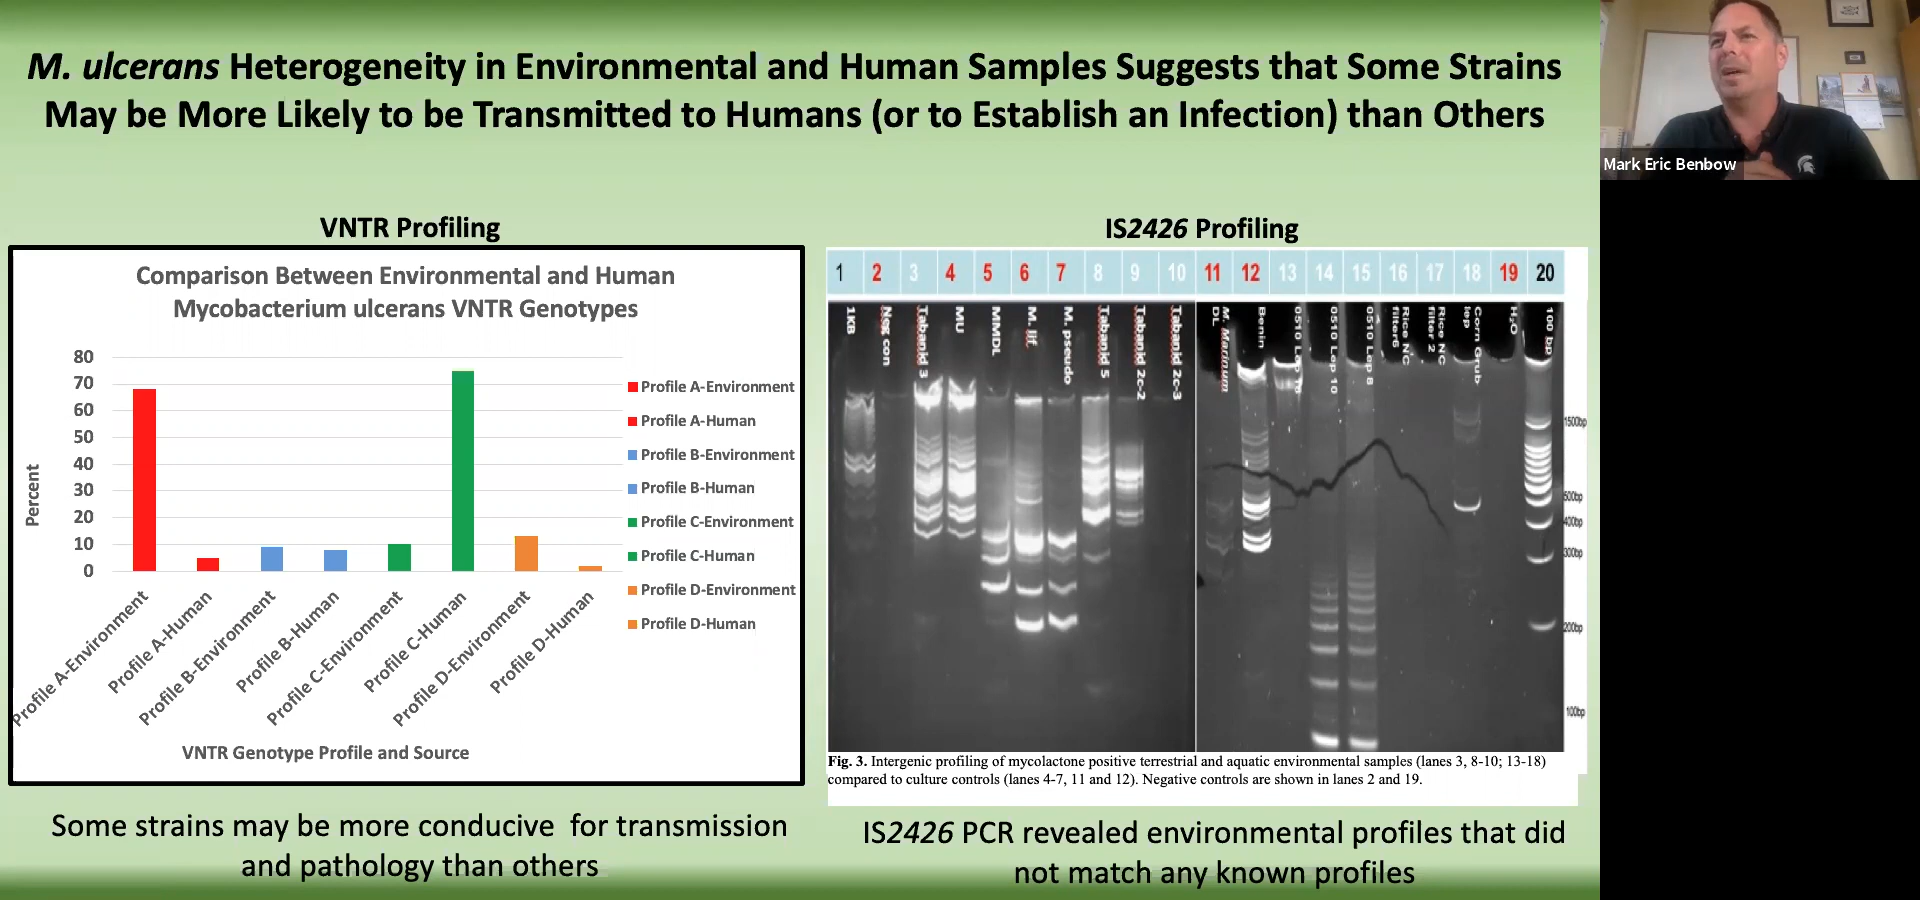 M. ulcerans Heterogeneity in Environmental and Human Samples Suggests that Some Strains
May be More Likely to be Transmitted to Humans (or to Establish an Infection) than Others
Mark Eric Benbow
VNTR Profiling
Comparison Between Environmental and Human
Mycobacterium ulcerans VNTR Genotypes
Percent
80
70
60
50
40
30
20
10
0
Profile A-Environment
Profile A-Human
Profile B-Environment
Profile B-Human
Profile C-Environment
Profile C-Human
Profile D-Environment
Profile D-Human
Profile A-Environment
Profile A-Human
Profile B-Environment
Profile B-Human
Profile C-Environment
Profile C-Human
Profile D-Environment
Profile D-Human
VNTR Genotype Profile and Source
Some strains may be more conducive for transmission
and pathology than others
IS2426 Profiling
1 2 3 4 5 6 7 8 9 10 11 12 13 14 15 16 17 18 19 20
1KB
Neg con
Tabanid 3
MU
MMDL
M. lif
M. pseudo
Tabanid 5
Tabanid 2c-2
Tabanid 2c-3
M. Marinum
DL
Benin
0510 Lep 10
0510 Lep 8
Rice NC
filter6
Rice NC
filter 2
Corn Grub
lep
H2O
100 bp
1500bp
500bp
400bp
300bp
200bp
100bp
Fig. 3. Intergenic profiling of mycolactone positive terrestrial and aquatic environmental samples (lanes 3, 8-10; 13-18)
compared to culture controls (lanes 4-7, 11 and 12). Negative controls are shown in lanes 2 and 19.
IS2426 PCR revealed environmental profiles that did
not match any known profiles